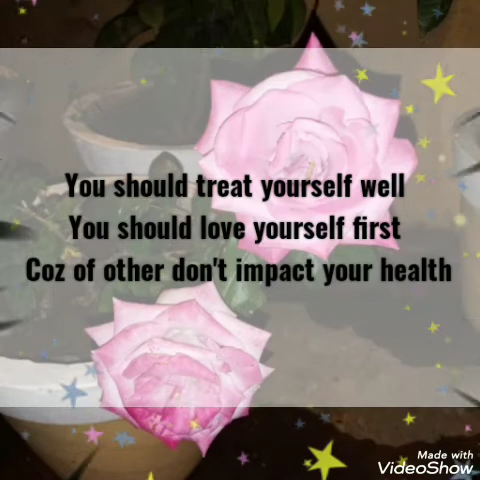 You should treat yourself well
You should love yourself first
Coz of other don't impact your health
Made with
VideoShow